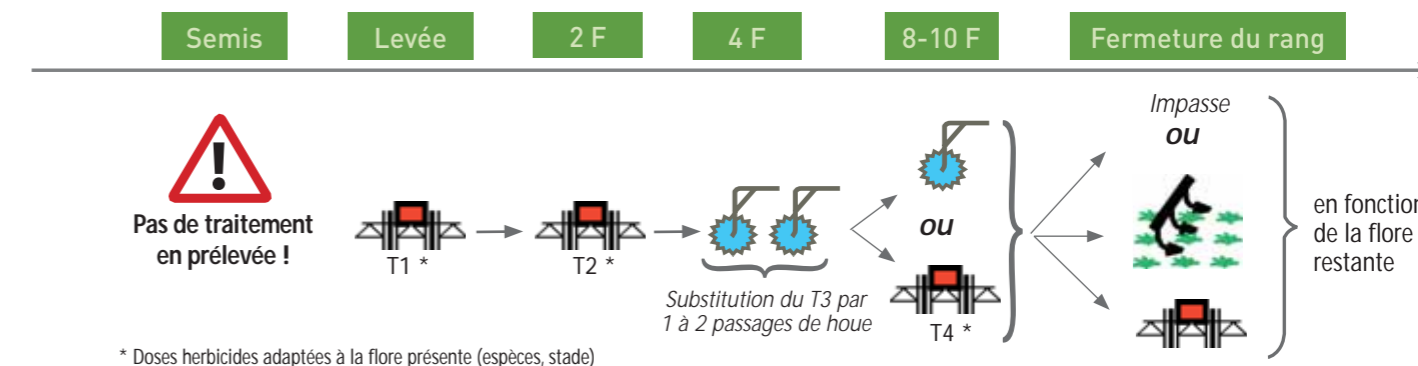 Semis
Levée
2 F
4 F
8-10 F
Fermeture du rang
Pas de traitement
en prélevée !
T1 *
T2 *
Substitution du T3 par
1 à 2 passages de houe
ou
T4 *
Impasse
ou
en fonction
de la flore
restante
* Doses herbicides adaptées à la flore présente (espèces, stade)